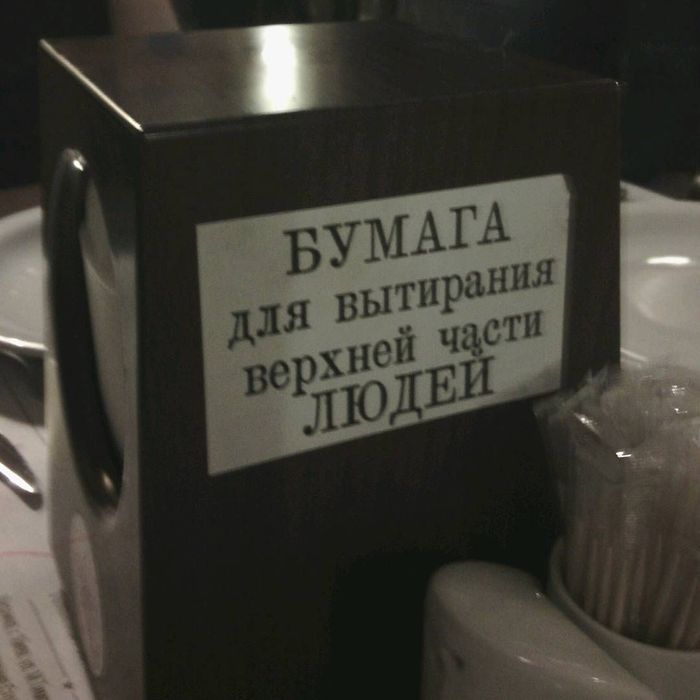 БУМАГА
для вытирания
верхней части
ЛЮДЕЙ